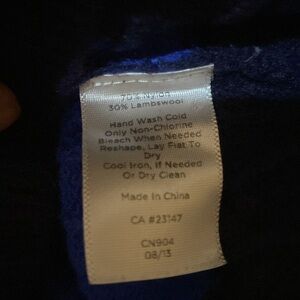 70% Nylon
30% Lambswool
Hand Wash Cold
Only Non-Chlorine
Bleach When Needed
Reshape, Lay Flat To
Dry
Cool Iron, If Needed
Or Dry Clean
Made in China
CA #23147
CN904
08/13